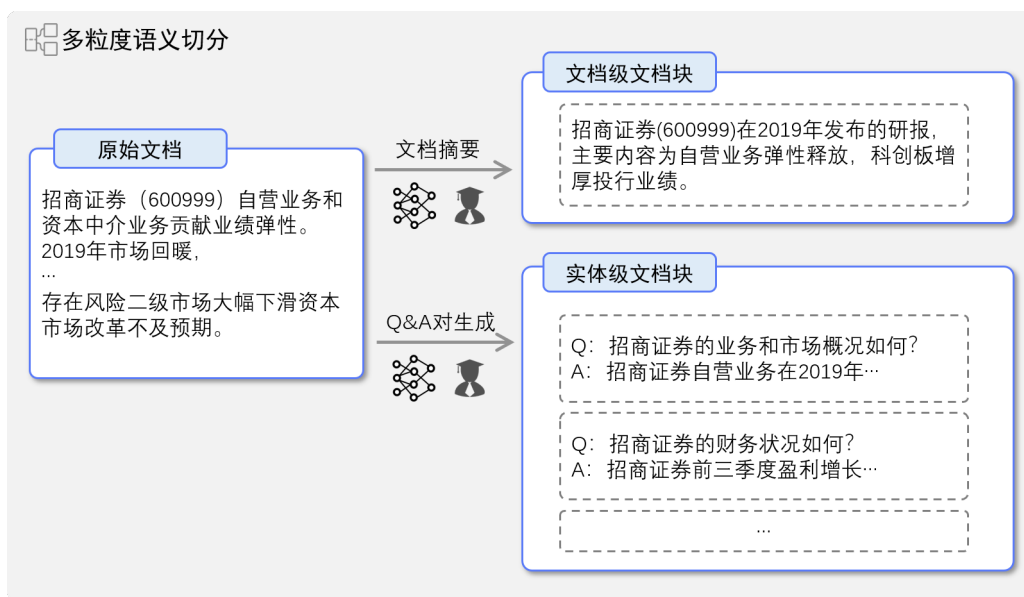 多粒度语义切分
原始文档
招商证券（600999）自营业务和
资本中介业务贡献业绩弹性。
2019年市场回暖,
...
存在风险二级市场大幅下滑资本
市场改革不及预期。
文档摘要
Q&A对生成
文档级文档块
招商证券(600999)在2019年发布的研报,
主要内容为自营业务弹性释放，科创板增
厚投行业绩。
实体级文档块
Q：招商证券的业务和市场概况如何?
A：招商证券自营业务在2019年...
Q：招商证券的财务状况如何?
A：招商证券前三季度盈利增长...
...